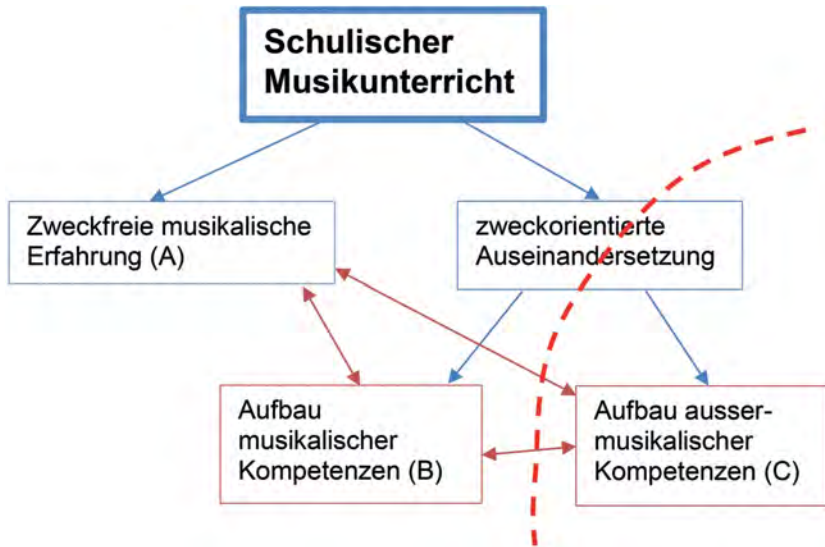 Schulischer
Musikunterricht
Zweckfreie musikalische
Erfahrung (A)
zweckorientierte
Auseinandersetzung
Aufbau
musikalischer
Kompetenzen (B)
Aufbau ausser-
musikalischer
Kompetenzen (C)